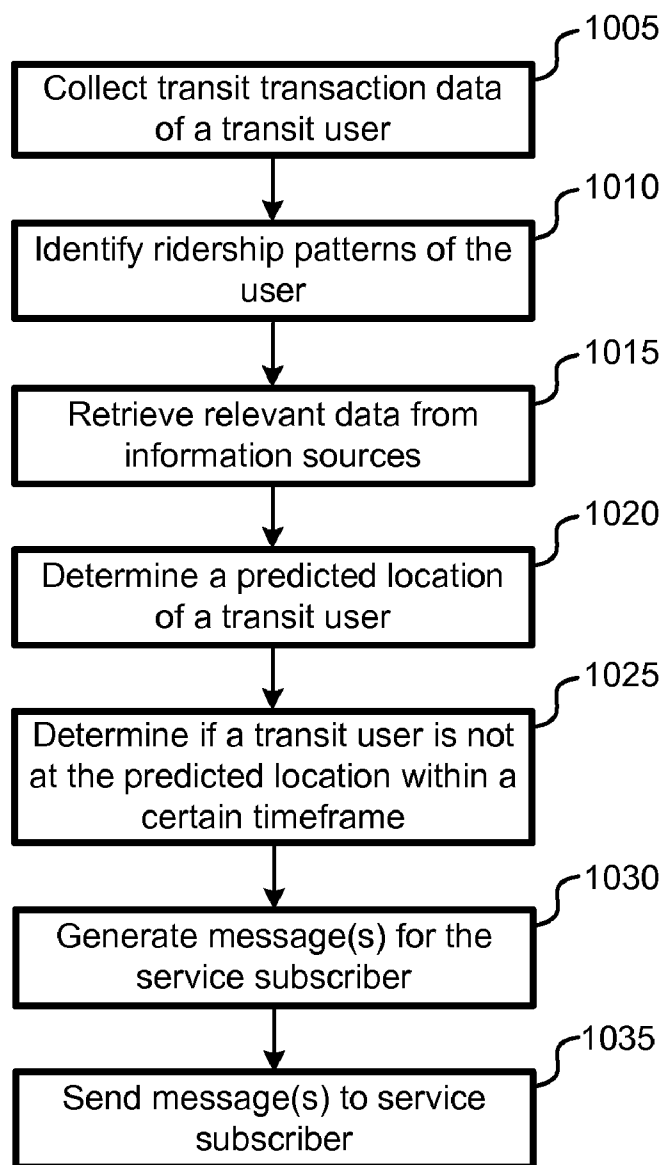 1005
Collect transit transaction data
of a transit user
1010
Identify ridership patterns of the
user
1015
Retrieve relevant data from
information sources
1020
Determine a predicted location
of a transit user
1025
Determine if a transit user is not
at the predicted location within a
certain timeframe
1030
Generate message(s) for the
service subscriber
1035
Send message(s) to service
subscriber